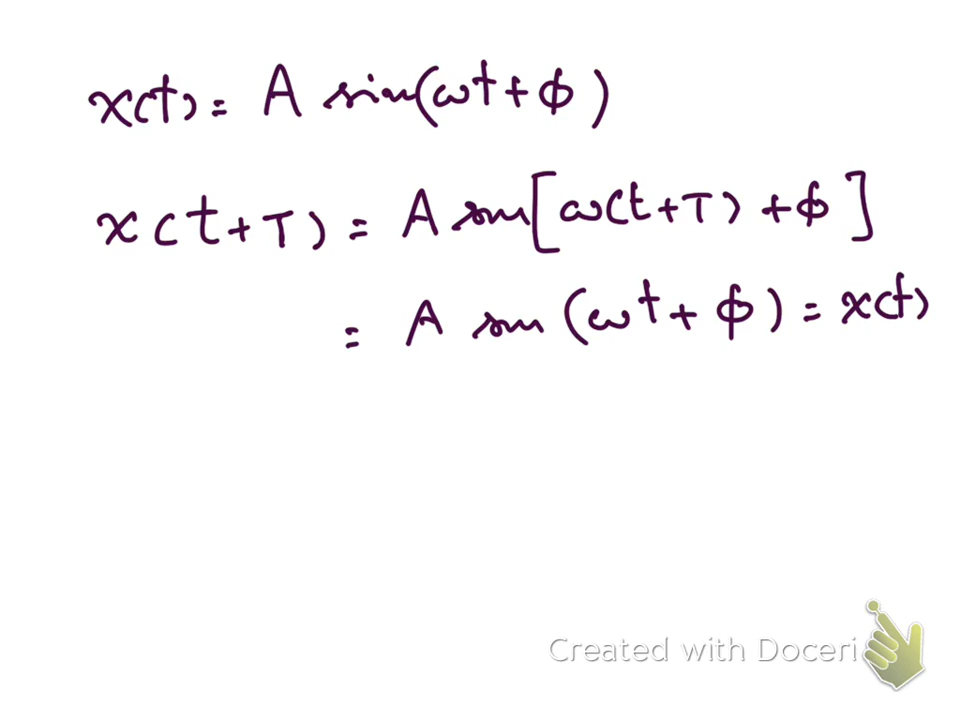 x(t) = A sin(ωt + φ)
x(t+T) = A sin[ω(t+T) + φ]
= A sin(ωt + φ) = x(t)
Created with Doceri